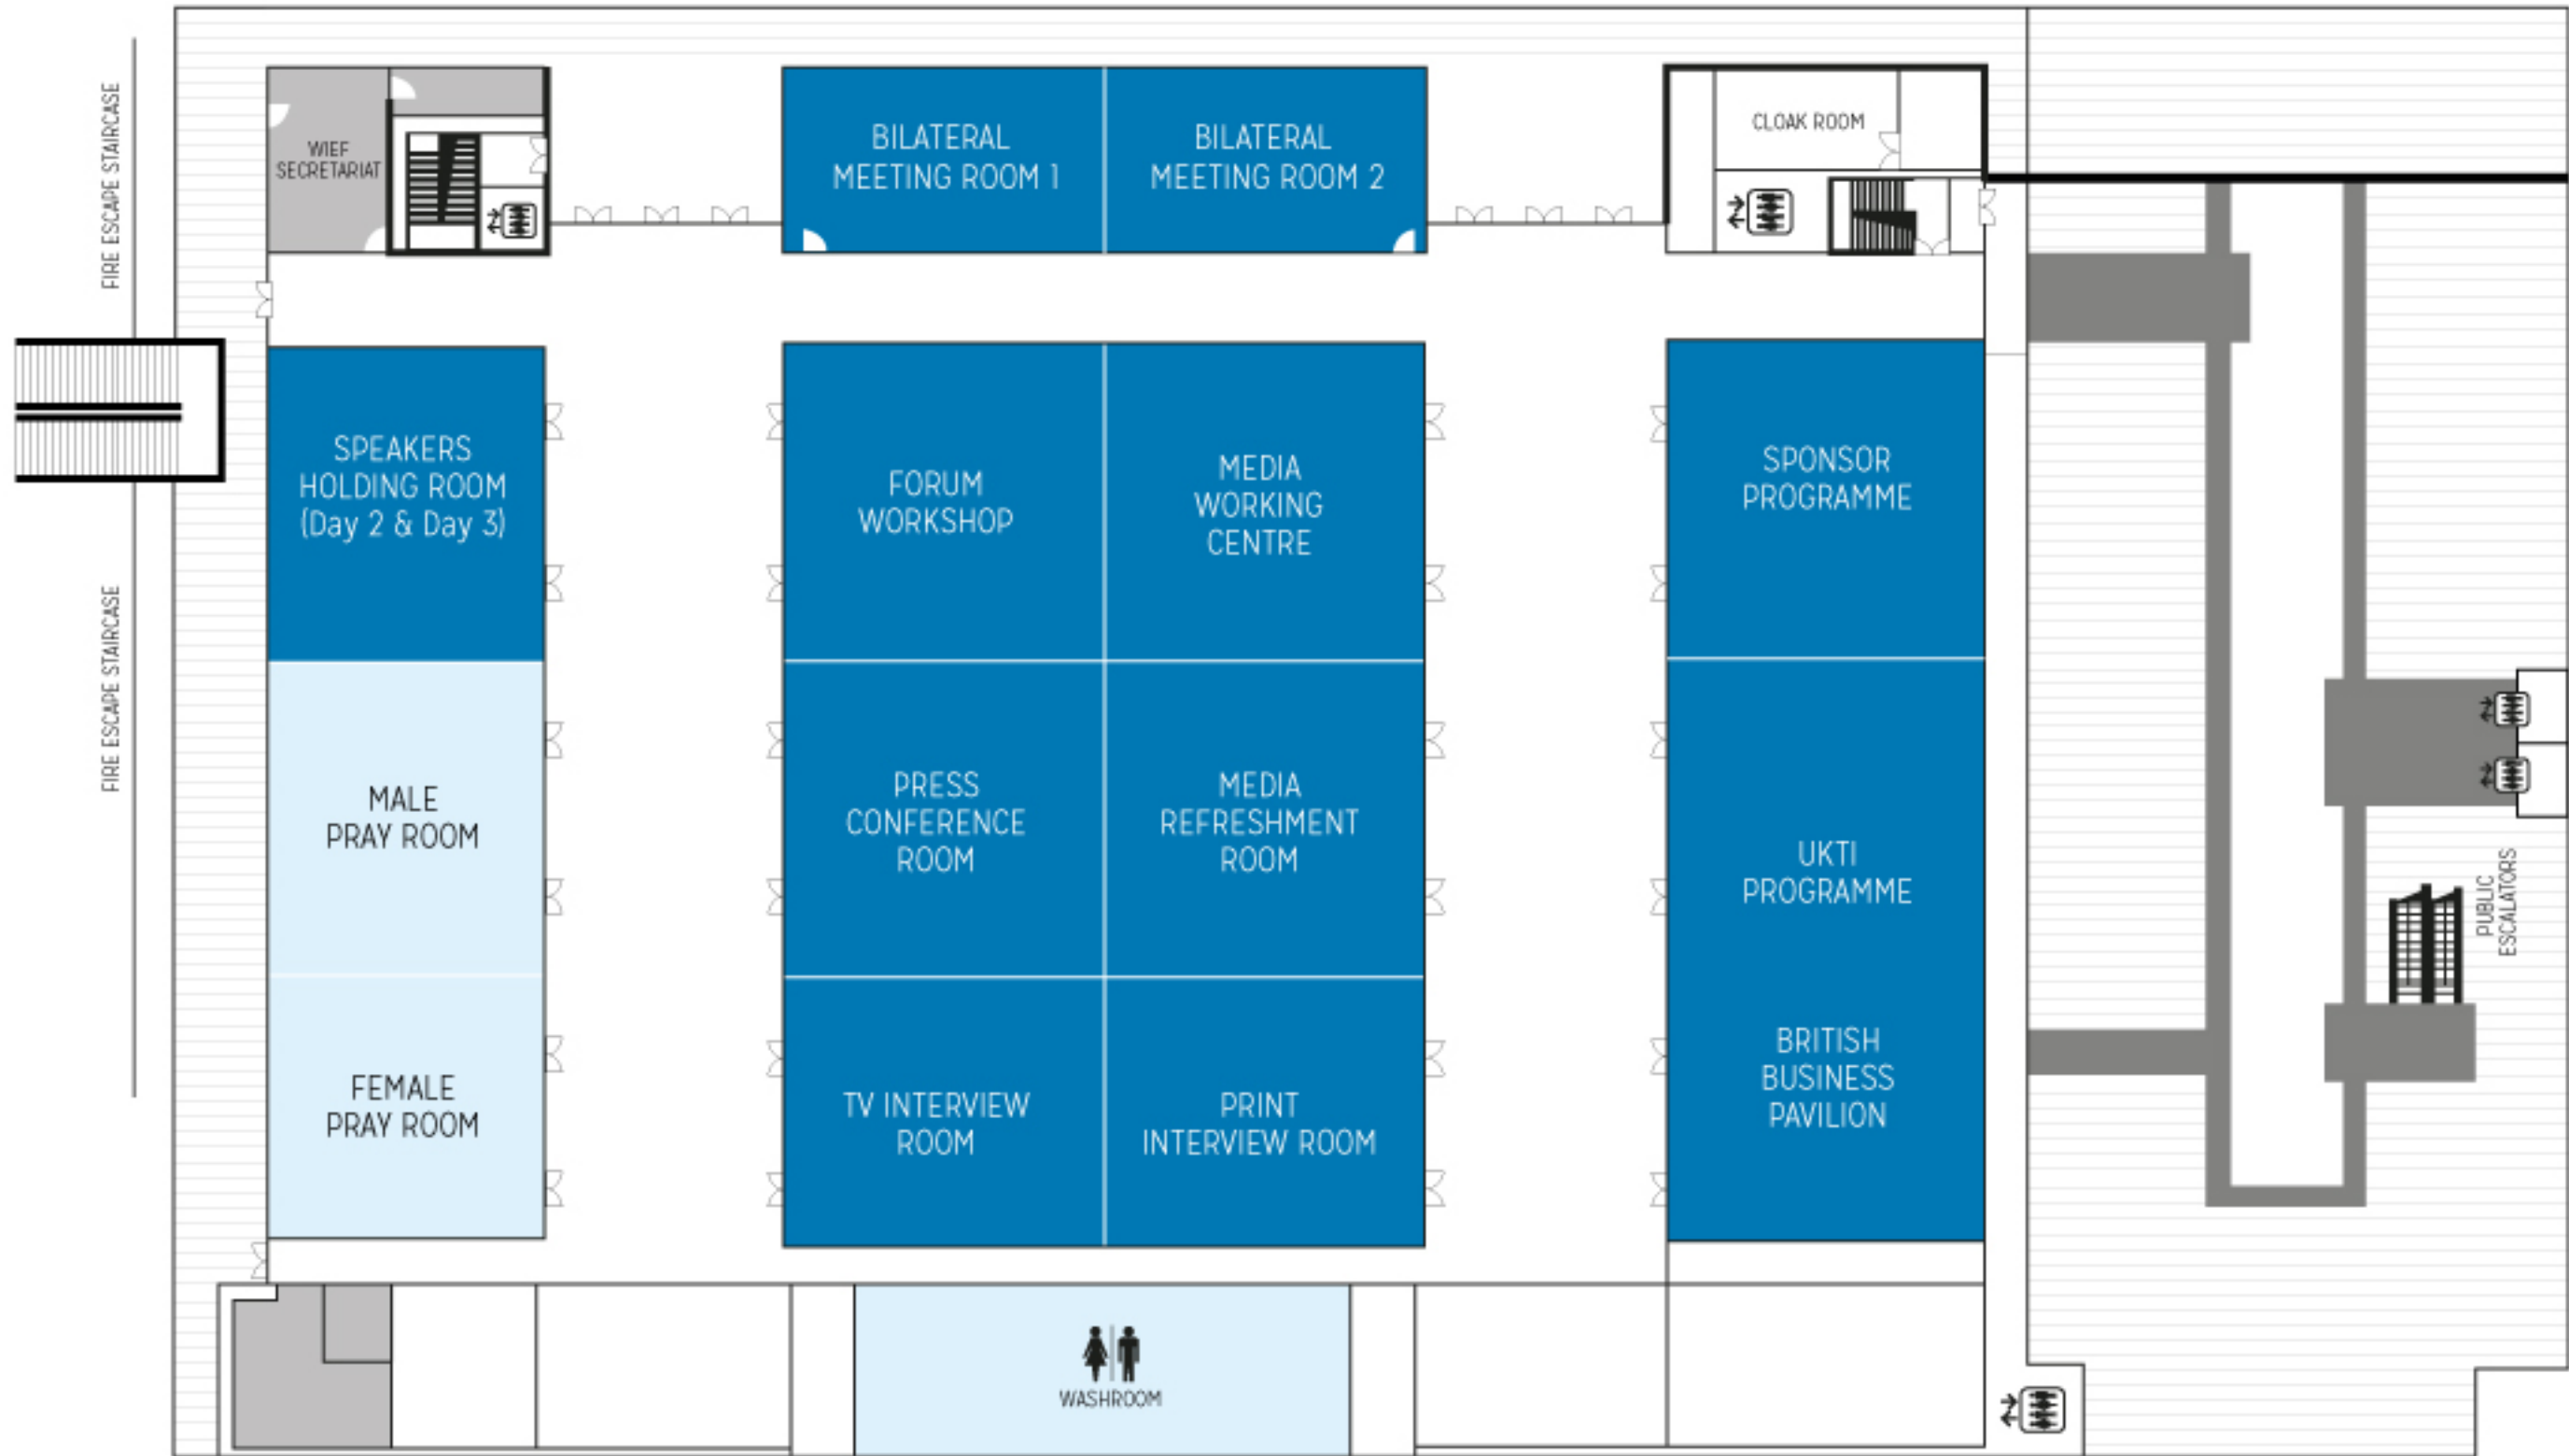 FIRE ESCAPE STAIRCASE
WIEF
SECRETARIAT
BILATERAL
MEETING ROOM 1
BILATERAL
MEETING ROOM 2
CLOAK ROOM
SPEAKERS
HOLDING ROOM
(Day 2 & Day 3)
FORUM
WORKSHOP
MEDIA
WORKING
CENTRE
SPONSOR
PROGRAMME
FIRE ESCAPE STAIRCASE
MALE
PRAY ROOM
PRESS
CONFERENCE
ROOM
MEDIA
REFRESHMENT
ROOM
UKTI
PROGRAMME
PUBLIC
ESCALATORS
FEMALE
PRAY ROOM
TV INTERVIEW
ROOM
PRINT
INTERVIEW ROOM
BRITISH
BUSINESS
PAVILION
WASHROOM